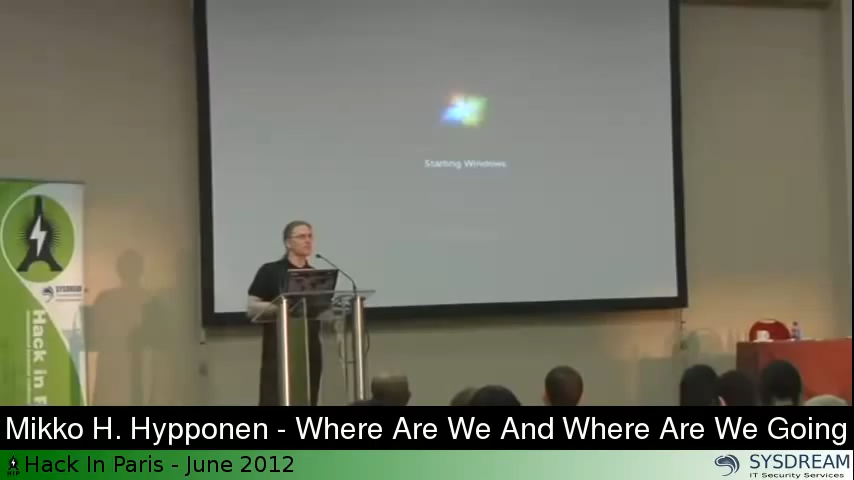 Starting Windows
SYSDREAM
Hack in P
Mikko H. Hypponen - Where Are We And Where Are We Going
HIP
Hack In Paris - June 2012
SYSDREAM
IT Security Services